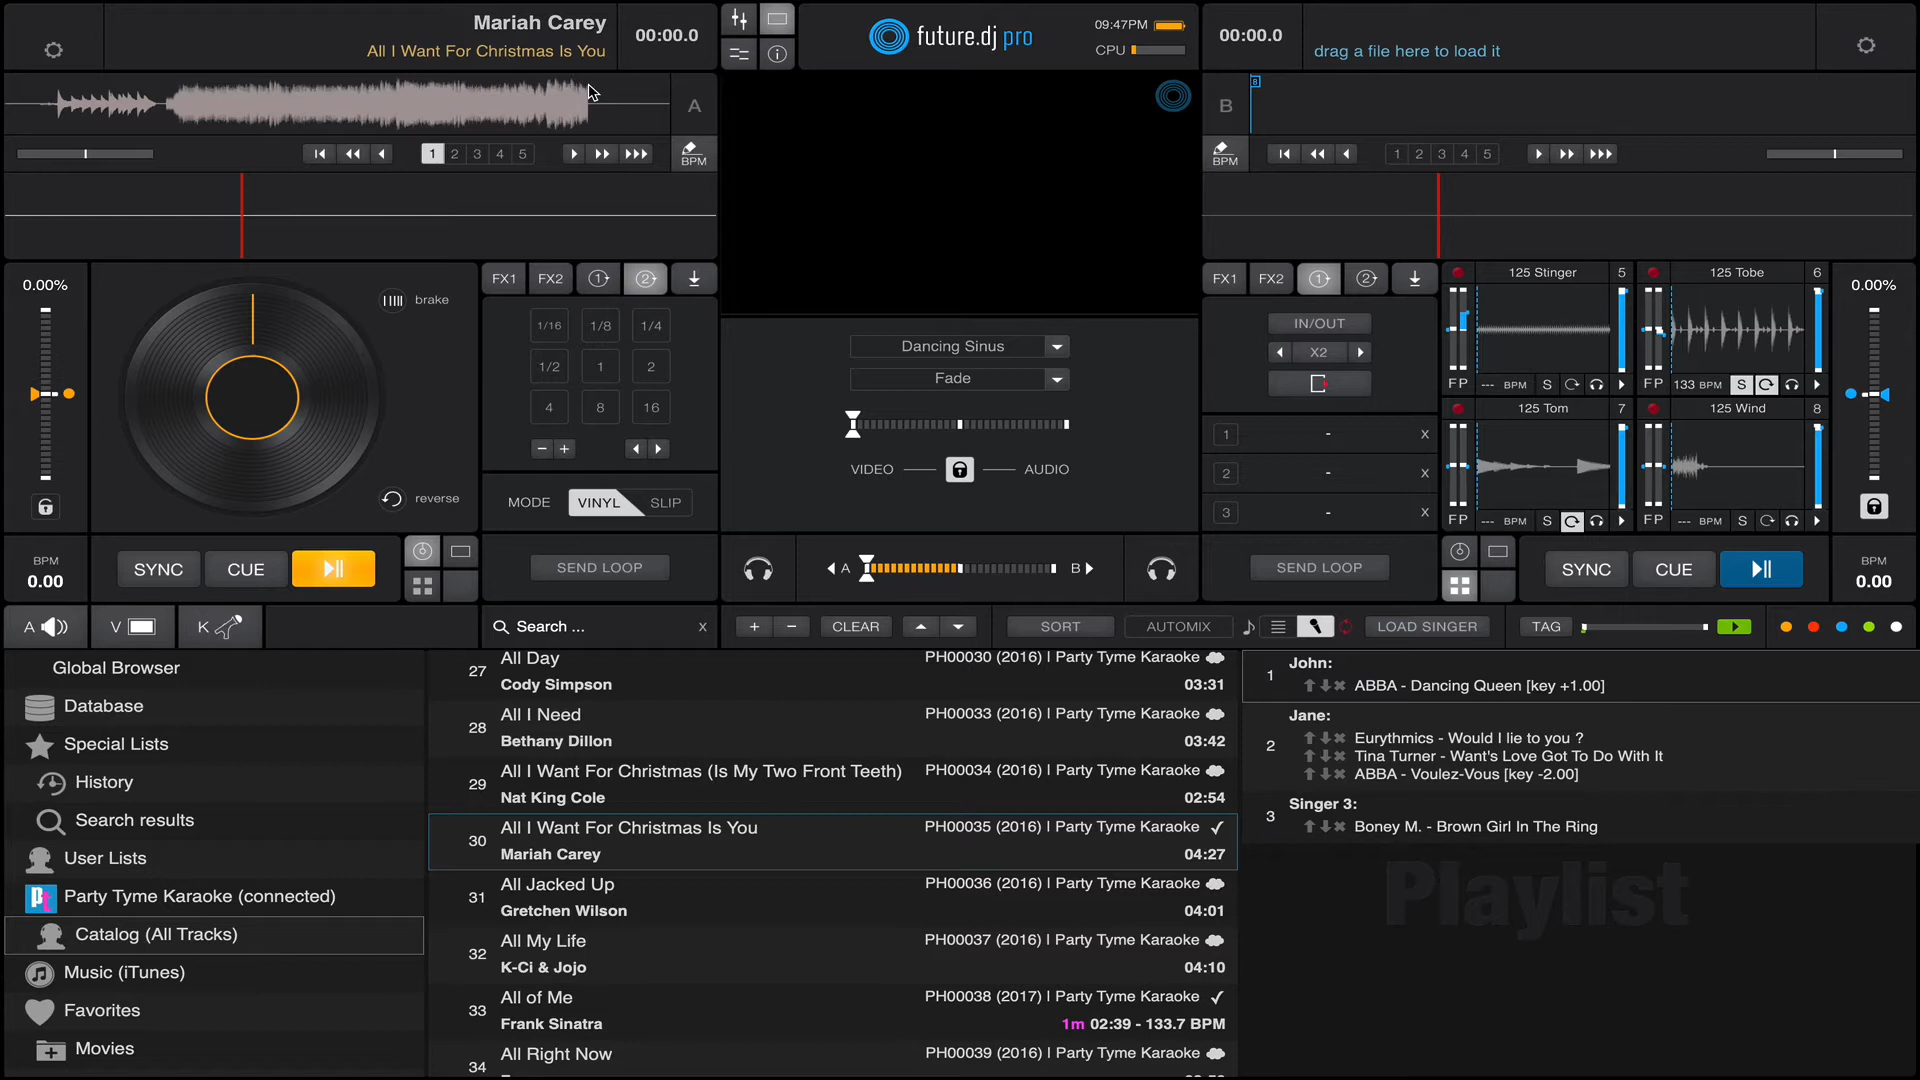 Mariah Carey
All I Want For Christmas Is You
00:00.0
future.dj pro
09:47PM
CPU
00:00.0
drag a file here to load it
A
B
8
1 2 3 4 5
BPM
BPM
1 2 3 4 5
0.00%
brake
reverse
FX1 FX2 1 2
1/16 1/8 1/4
1/2 1 2
4 8 16
MODE VINYL SLIP
Dancing Sinus
Fade
VIDEO AUDIO
FX1 FX2 1 2
IN/OUT
X2
1 - x
2 - x
3 - x
125 Stinger 5
F P --- BPM S
125 Tobe 6
F P 133 BPM S
125 Tom 7
F P --- BPM S
125 Wind 8
F P --- BPM S
0.00%
BPM
0.00
SYNC CUE
SEND LOOP
A B
SEND LOOP
SYNC CUE
BPM
0.00
A V K
Search ... x
+ − CLEAR
SORT AUTOMIX
LOAD SINGER
TAG
Global Browser
Database
Special Lists
History
Search results
User Lists
Party Tyme Karaoke (connected)
Catalog (All Tracks)
Music (iTunes)
Favorites
Movies
27 All Day PH00030 (2016) | Party Tyme Karaoke
Cody Simpson 03:31
28 All I Need PH00033 (2016) | Party Tyme Karaoke
Bethany Dillon 03:42
29 All I Want For Christmas (Is My Two Front Teeth) PH00034 (2016) | Party Tyme Karaoke
Nat King Cole 02:54
30 All I Want For Christmas Is You PH00035 (2016) | Party Tyme Karaoke
Mariah Carey 04:27
31 All Jacked Up PH00036 (2016) | Party Tyme Karaoke
Gretchen Wilson 04:01
32 All My Life PH00037 (2016) | Party Tyme Karaoke
K-Ci & Jojo 04:10
33 All of Me PH00038 (2017) | Party Tyme Karaoke
Frank Sinatra 1m 02:39 - 133.7 BPM
34 All Right Now PH00039 (2016) | Party Tyme Karaoke
1 John:
ABBA - Dancing Queen [key +1.00]
Jane:
2 Eurythmics - Would I lie to you ?
Tina Turner - Want's Love Got To Do With It
ABBA - Voulez-Vous [key -2.00]
3 Singer 3:
Boney M. - Brown Girl In The Ring
Playlist